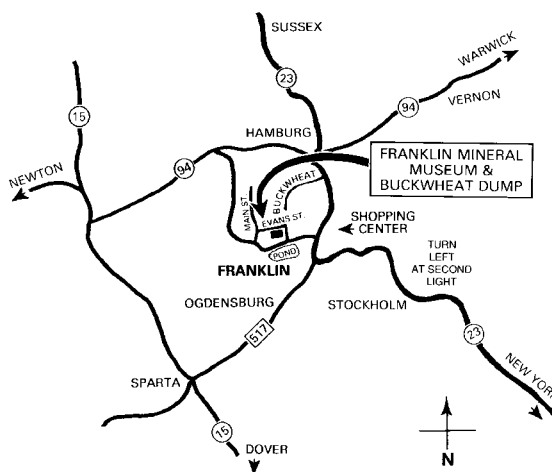 SUSSEX
WARWICK
23
15
94
VERNON
HAMBURG
FRANKLIN MINERAL
MUSEUM &
BUCKWHEAT DUMP
NEWTON
94
BUCKWHEAT
MAIN ST.
EVANS ST.
SHOPPING
CENTER
POND
FRANKLIN
TURN
LEFT
AT SECOND
LIGHT
OGDENSBURG
STOCKHOLM
517
23
SPARTA
NEW YORK
15
DOVER
N